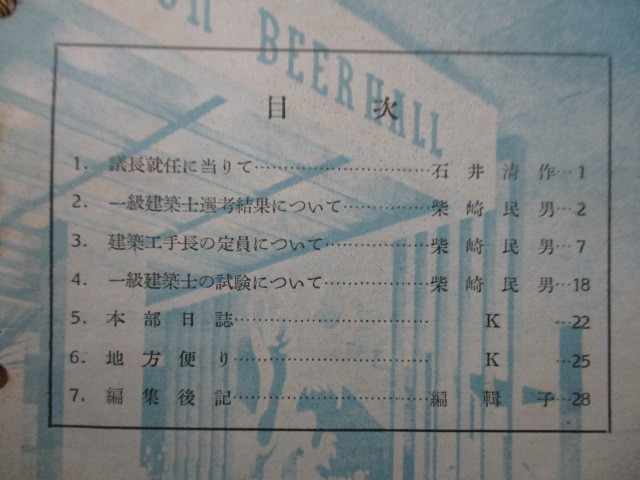 BEERHALL
目次
1. 議長就任に当りて……………………………石井清作…1
2. 一級建築士選考結果について……………柴崎民男…2
3. 建築工手長の定員について………………柴崎民男…7
4. 一級建築士の試験について………………柴崎民男…18
5. 本部日誌………………………………K…22
6. 地方便り………………………………K…25
7. 編集後記………………………………編輯子…28